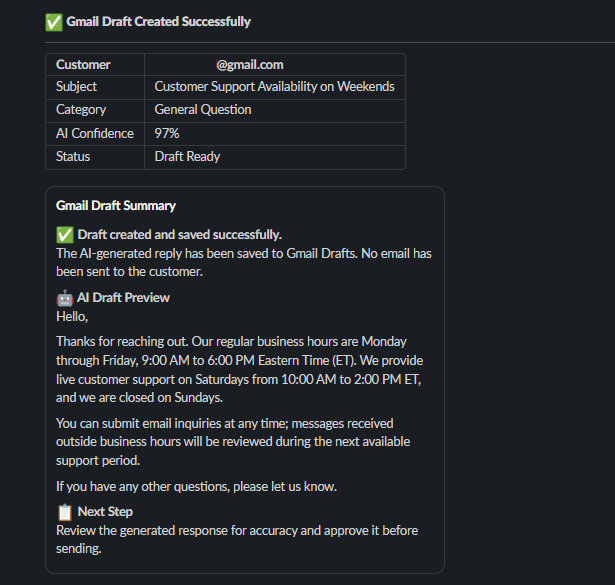 ✅ Gmail Draft Created Successfully
Customer @gmail.com
Subject Customer Support Availability on Weekends
Category General Question
AI Confidence 97%
Status Draft Ready
Gmail Draft Summary
✅ Draft created and saved successfully.
The AI-generated reply has been saved to Gmail Drafts. No email has
been sent to the customer.
🤖 AI Draft Preview
Hello,
Thanks for reaching out. Our regular business hours are Monday
through Friday, 9:00 AM to 6:00 PM Eastern Time (ET). We provide
live customer support on Saturdays from 10:00 AM to 2:00 PM ET,
and we are closed on Sundays.
You can submit email inquiries at any time; messages received
outside business hours will be reviewed during the next available
support period.
If you have any other questions, please let us know.
📋 Next Step
Review the generated response for accuracy and approve it before
sending.